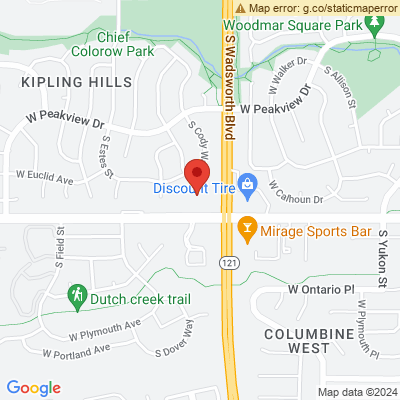 Map error: g.co/staticmaperror
Woodmar Square Park
Chief
Colorow Park
S Wadsworth Blvd
W Walker Dr
S Allison St
KIPLING HILLS
W Peakview Dr
W Peakview Dr
S Cody W
S Estes St
W Euclid Ave
Discount Tire
W Calhoun Dr
S Field St
Mirage Sports Bar
S Yukon St
121
Dutch creek trail
W Ontario Pl
W Plymouth Ave
S Dover Way
COLUMBINE
WEST
W Plymouth Pl
W Portland Ave
Google
Map data ©2024